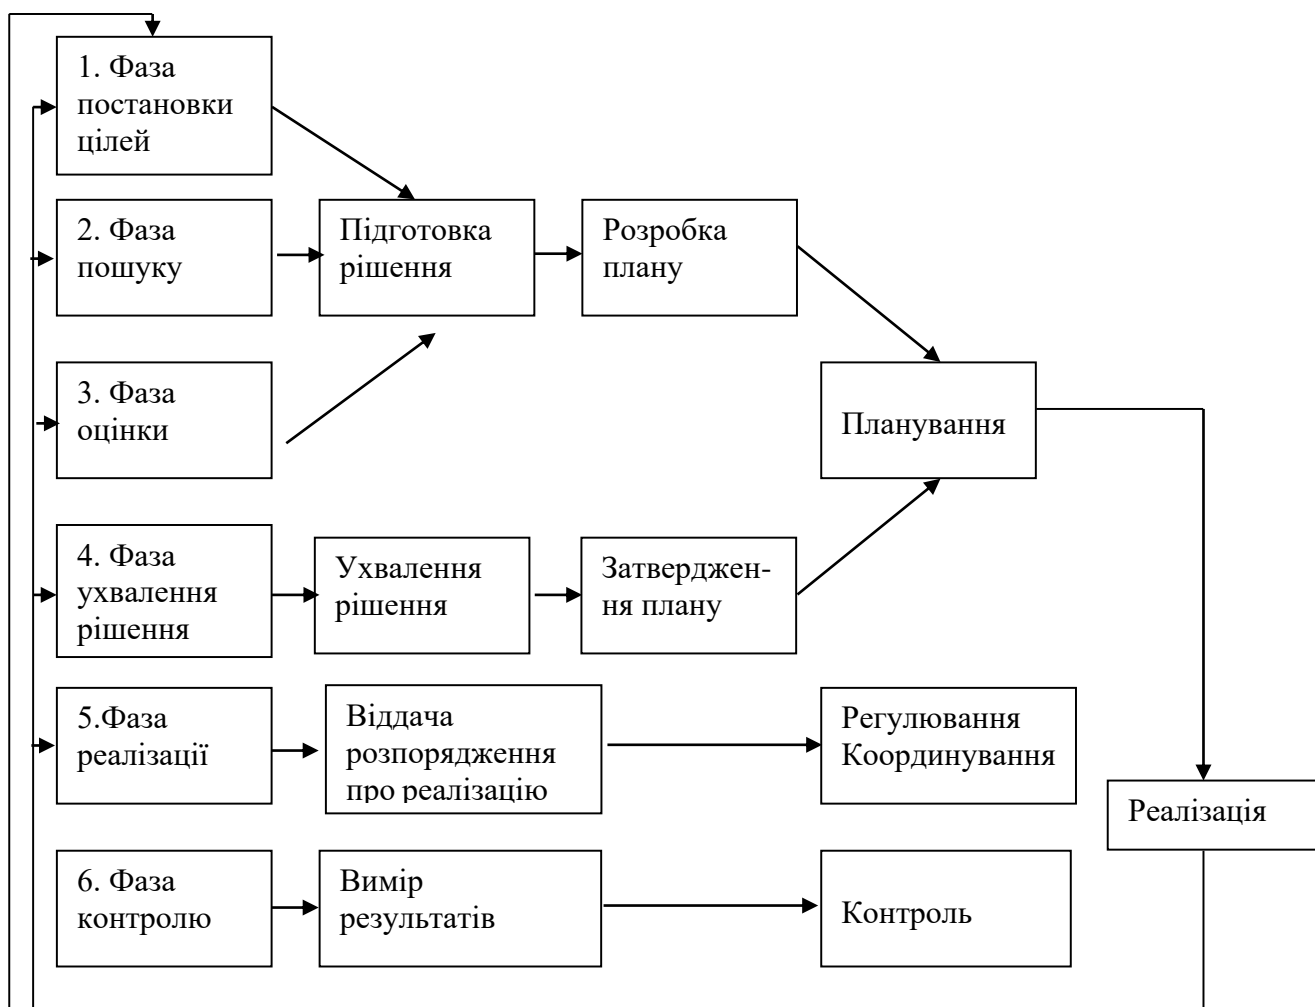 1. Фаза
постановки
цілей
2. Фаза
пошуку
Підготовка
рішення
Розробка
плану
3. Фаза
оцінки
Планування
4. Фаза
ухвалення
рішення
Ухвалення
рішення
Затверджен-
ня плану
5.Фаза
реалізації
Віддача
розпорядження
про реалізацію
Регулювання
Координування
Реалізація
6. Фаза
контролю
Вимір
результатів
Контроль